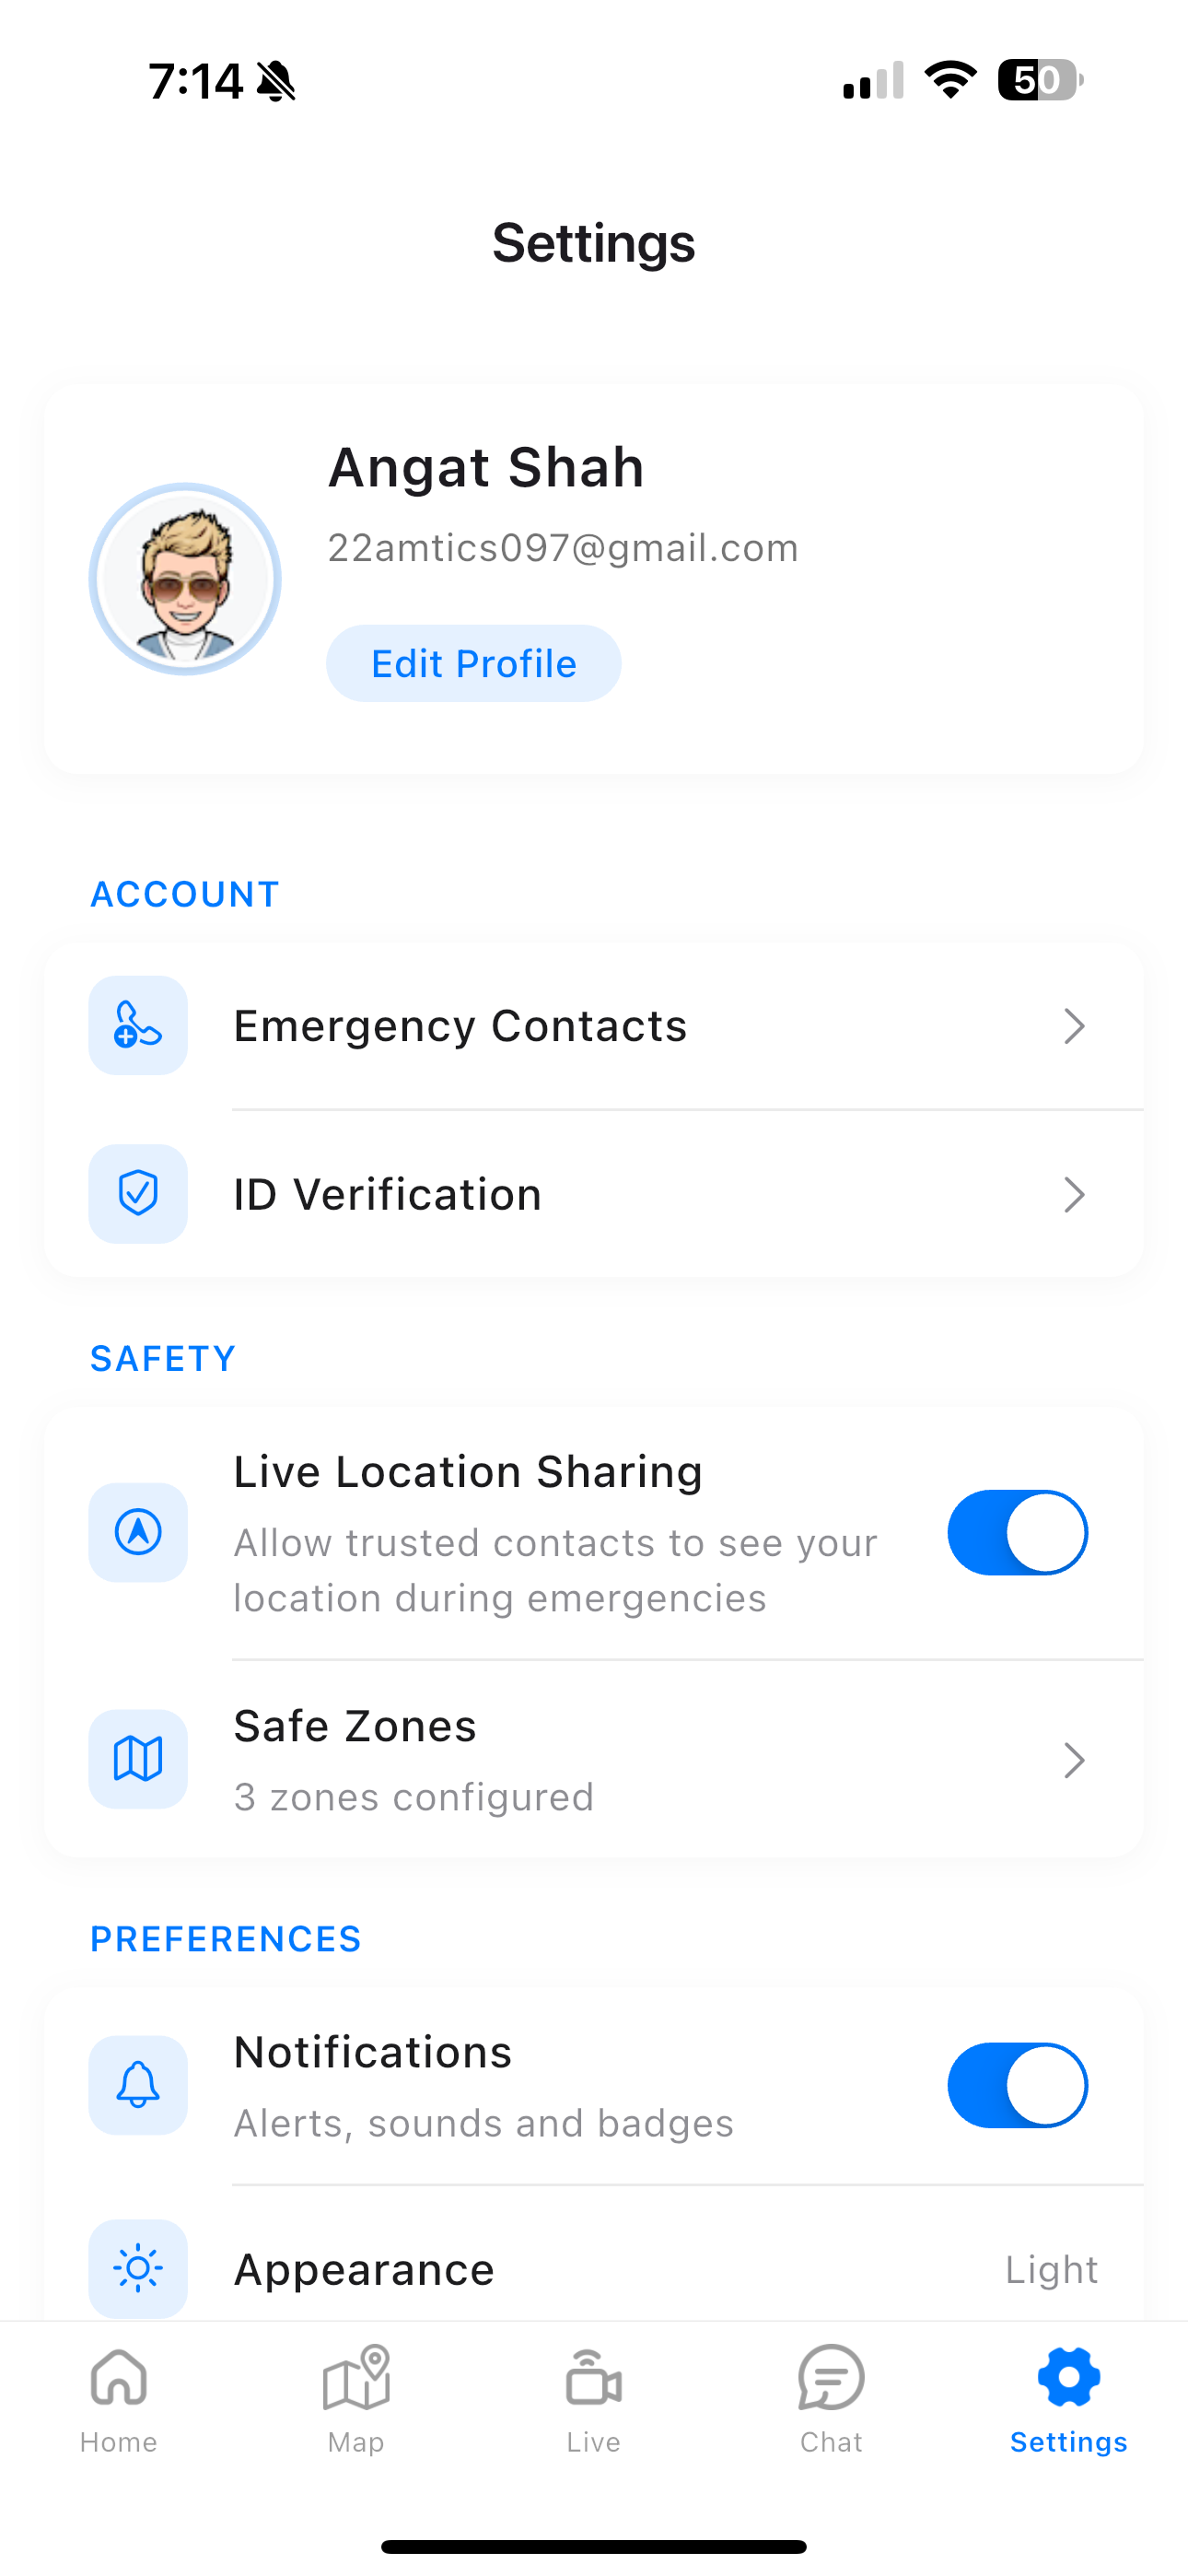 7:14
50
Settings
Angat Shah
22amtics097@gmail.com
Edit Profile
ACCOUNT
Emergency Contacts
ID Verification
SAFETY
Live Location Sharing
Allow trusted contacts to see your
location during emergencies
Safe Zones
3 zones configured
PREFERENCES
Notifications
Alerts, sounds and badges
Appearance
Light
Home
Map
Live
Chat
Settings